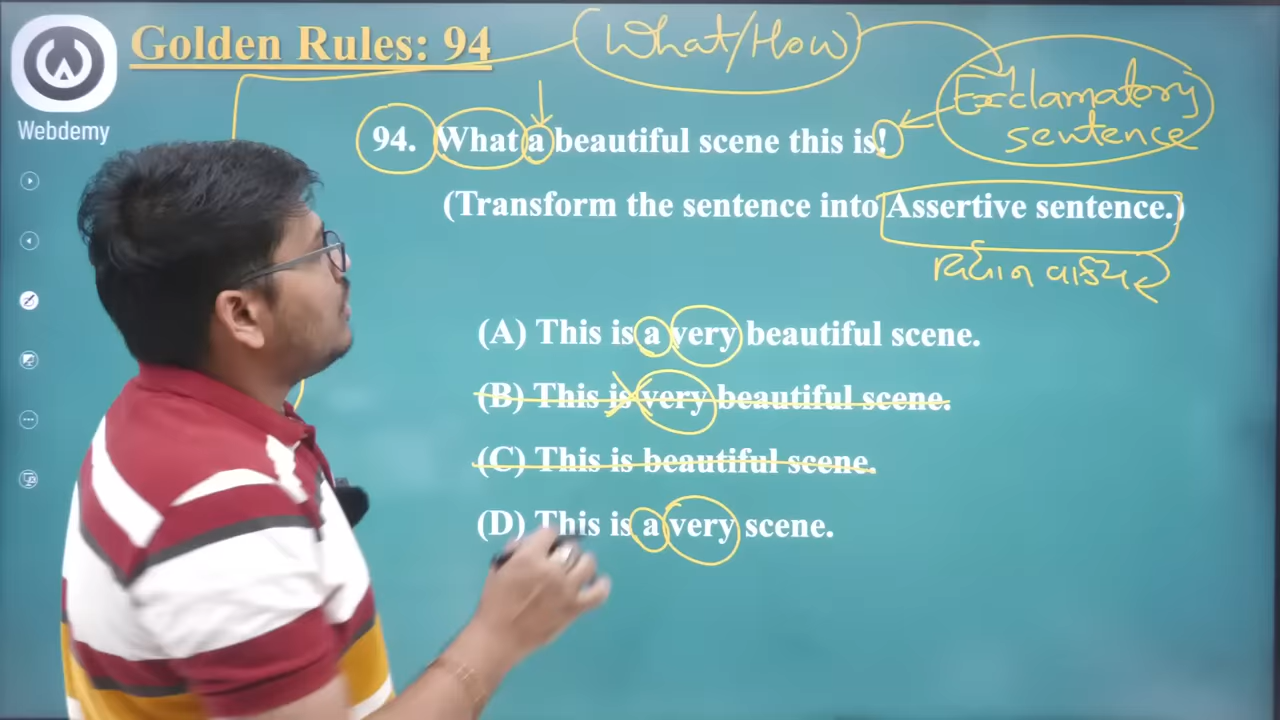 Golden Rules: 94
What/How
Webdemy
94. What a beautiful scene this is!
Exclamatory
sentence
(Transform the sentence into Assertive sentence.)
વિધાન વાક્ય
(A) This is a very beautiful scene.
(B) This is very beautiful scene.
(C) This is beautiful scene.
(D) This is a very scene.